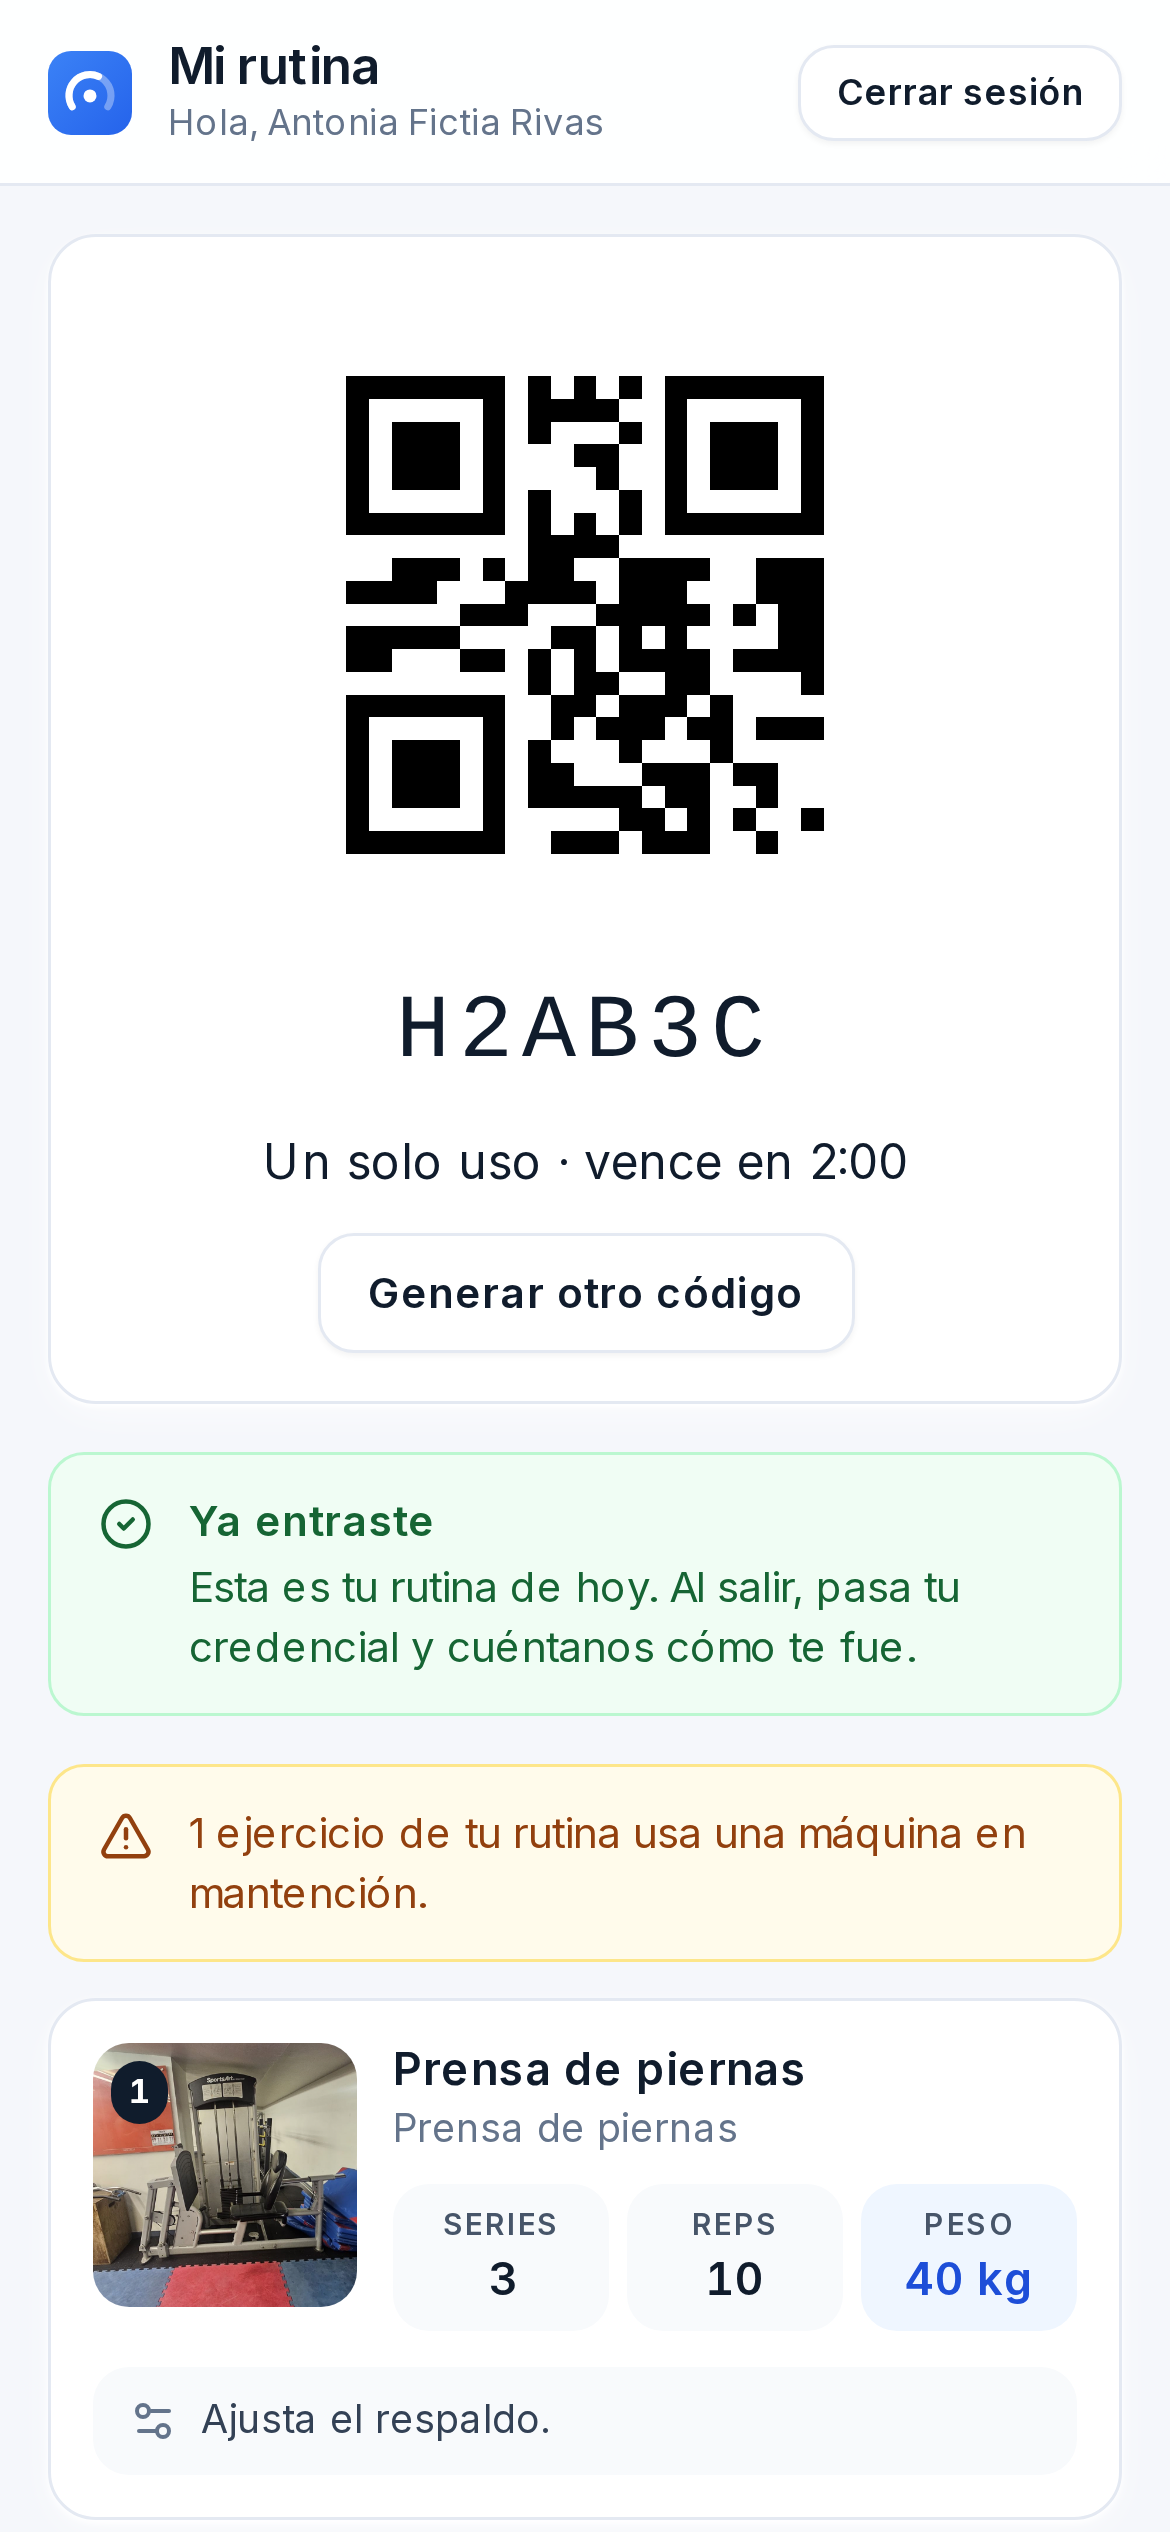 Mi rutina
Hola, Antonia Fictia Rivas
Cerrar sesión
H2AB3C
Un solo uso · vence en 2:00
Generar otro código
Ya entraste
Esta es tu rutina de hoy. Al salir, pasa tu
credencial y cuéntanos cómo te fue.
1 ejercicio de tu rutina usa una máquina en
mantención.
1
SportsArt
Prensa de piernas
Prensa de piernas
SERIES
3
REPS
10
PESO
40 kg
Ajusta el respaldo.